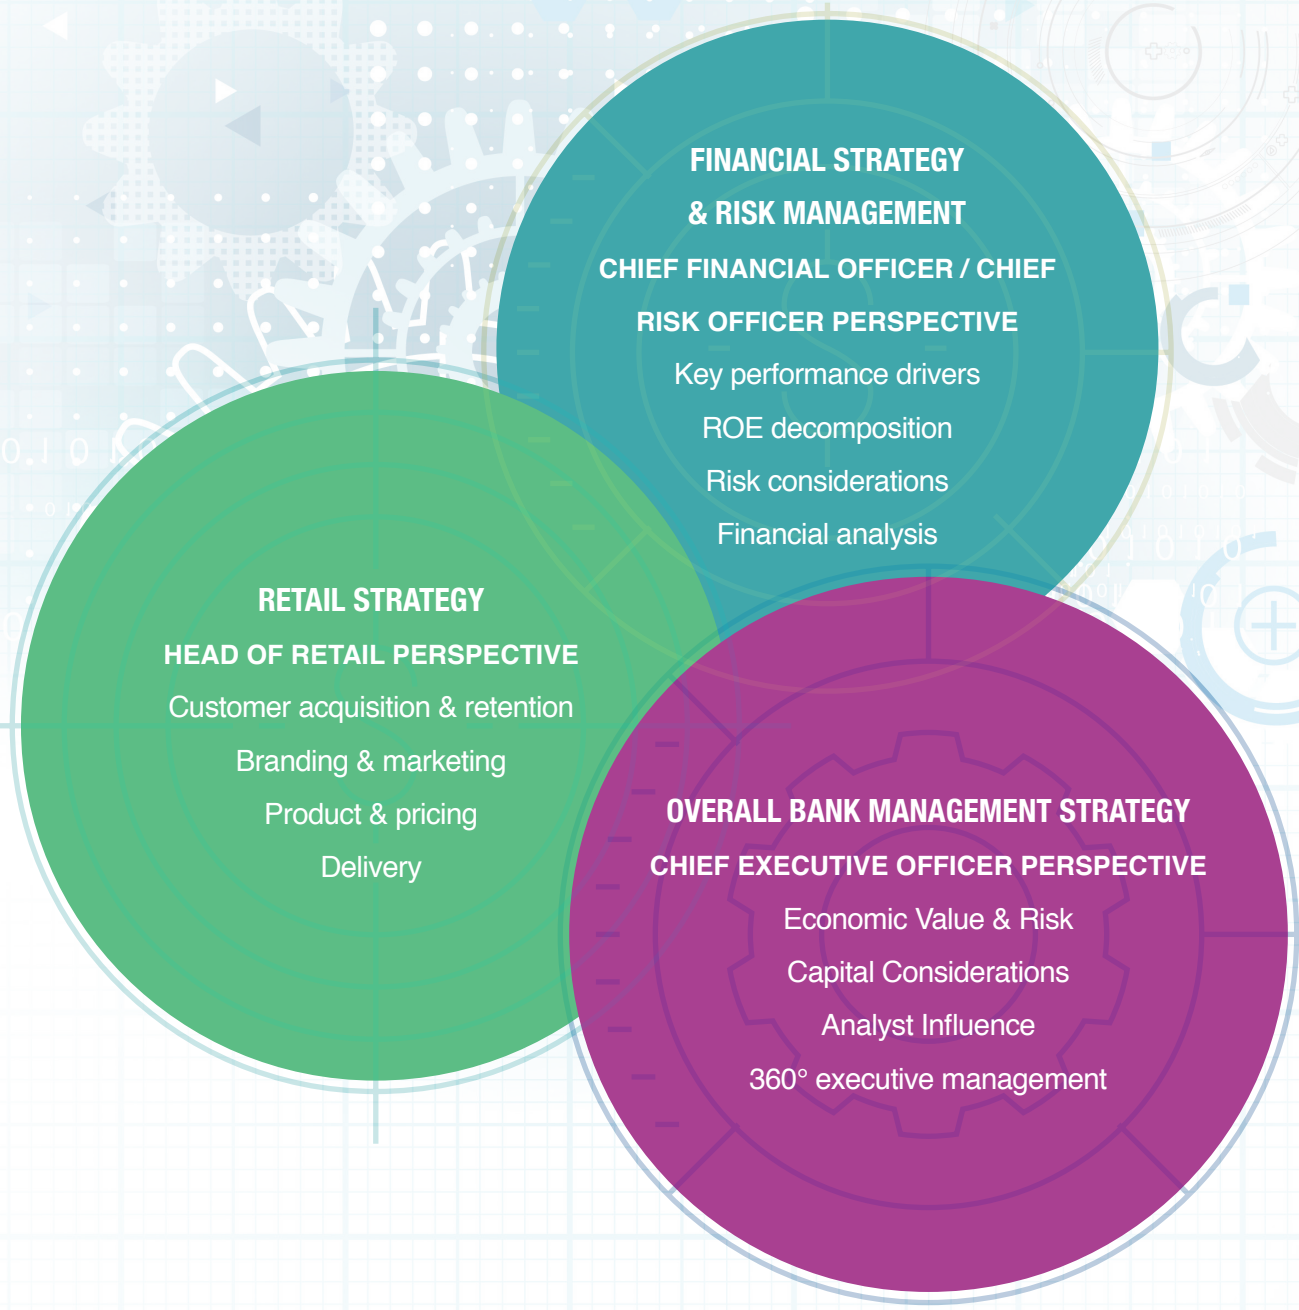 FINANCIAL STRATEGY
& RISK MANAGEMENT
CHIEF FINANCIAL OFFICER / CHIEF
RISK OFFICER PERSPECTIVE
Key performance drivers
ROE decomposition
Risk considerations
Financial analysis
RETAIL STRATEGY
HEAD OF RETAIL PERSPECTIVE
Customer acquisition & retention
Branding & marketing
Product & pricing
Delivery
OVERALL BANK MANAGEMENT STRATEGY
CHIEF EXECUTIVE OFFICER PERSPECTIVE
Economic Value & Risk
Capital Considerations
Analyst Influence
360° executive management